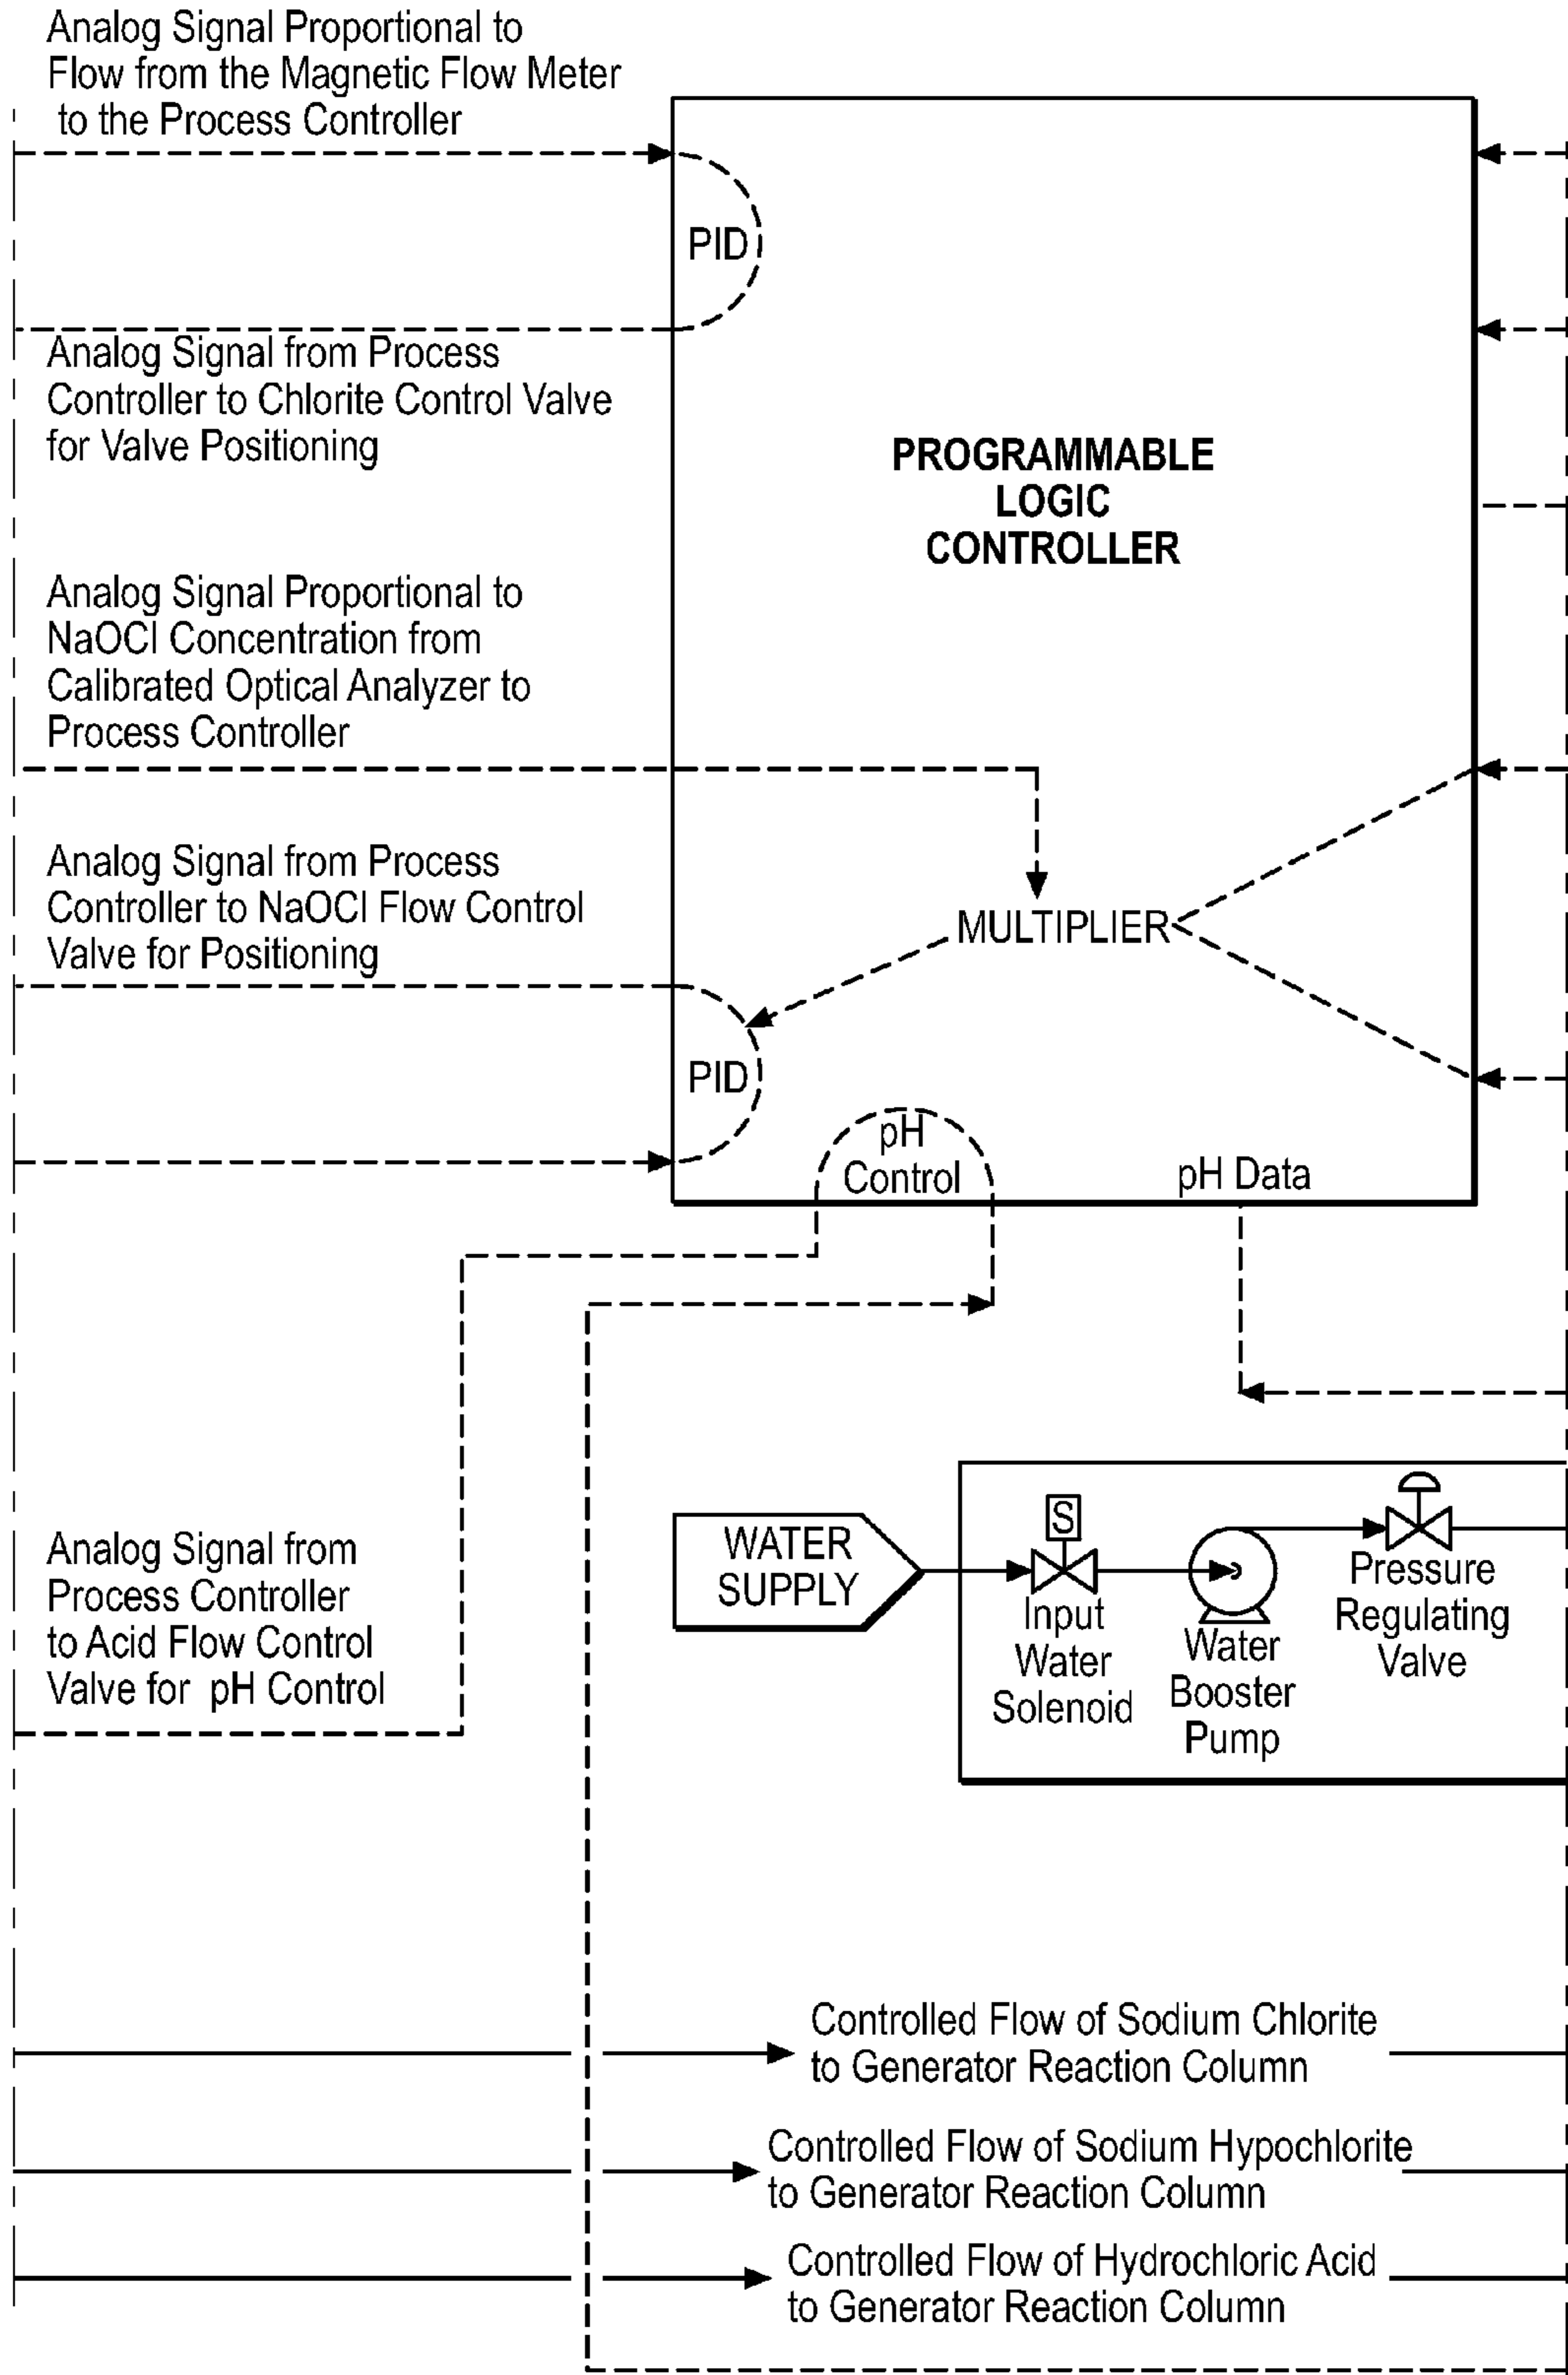 Analog Signal Proportional to
Flow from the Magnetic Flow Meter
to the Process Controller
PID
Analog Signal from Process
Controller to Chlorite Control Valve
for Valve Positioning
PROGRAMMABLE
LOGIC
CONTROLLER
Analog Signal Proportional to
NaOCl Concentration from
Calibrated Optical Analyzer to
Process Controller
Analog Signal from Process
Controller to NaOCl Flow Control
Valve for Positioning
MULTIPLIER
PID
pH
Control
pH Data
Analog Signal from
Process Controller
to Acid Flow Control
Valve for pH Control
WATER
SUPPLY
S
Input
Water
Solenoid
Water
Booster
Pump
Pressure
Regulating
Valve
Controlled Flow of Sodium Chlorite
to Generator Reaction Column
Controlled Flow of Sodium Hypochlorite
to Generator Reaction Column
Controlled Flow of Hydrochloric Acid
to Generator Reaction Column